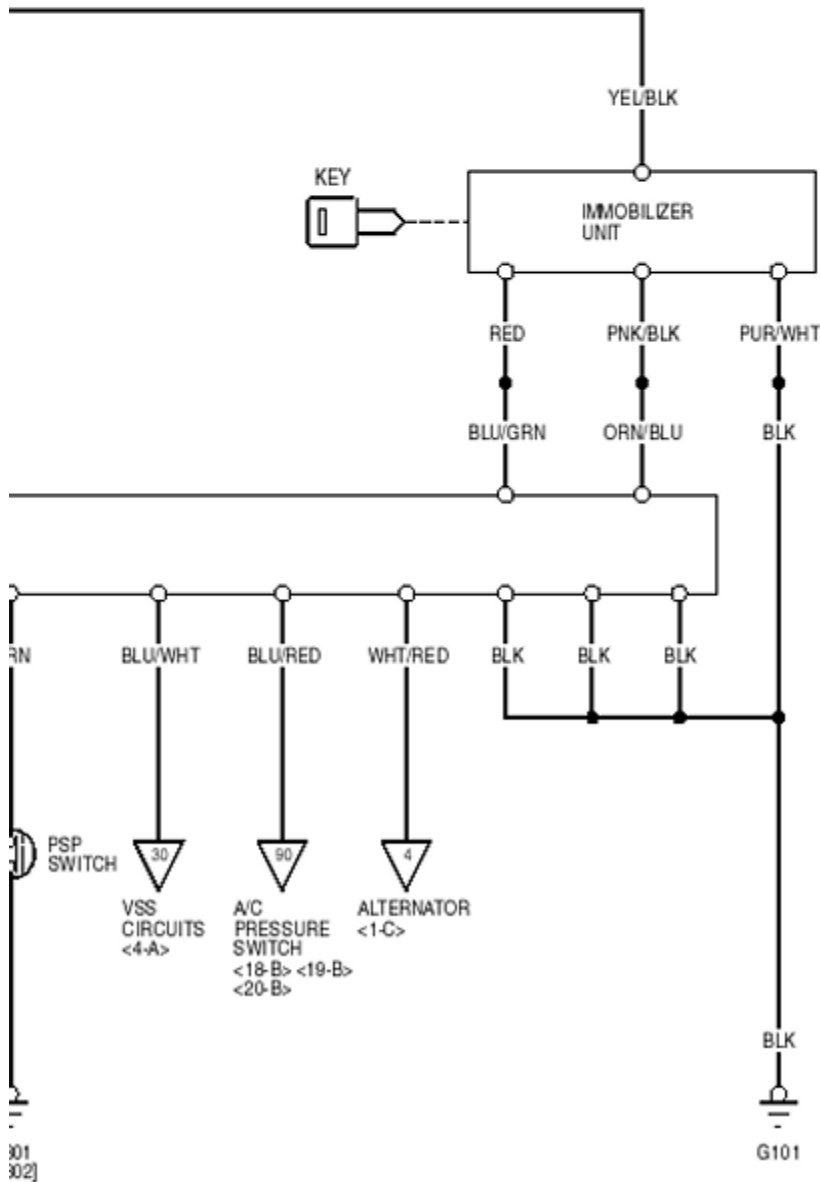 YEL/BLK
KEY
IMMOBILIZER
UNIT
RED
PNK/BLK
PUR/WHT
BLU/GRN
ORN/BLU
BLK
RN
BLU/WHT
BLU/RED
WHT/RED
BLK
BLK
BLK
PSP
SWITCH
30
90
4
VSS
CIRCUITS
<4-A>
A/C
PRESSURE
SWITCH
<18-B> <19-B>
<20-B>
ALTERNATOR
<1-C>
BLK
G101